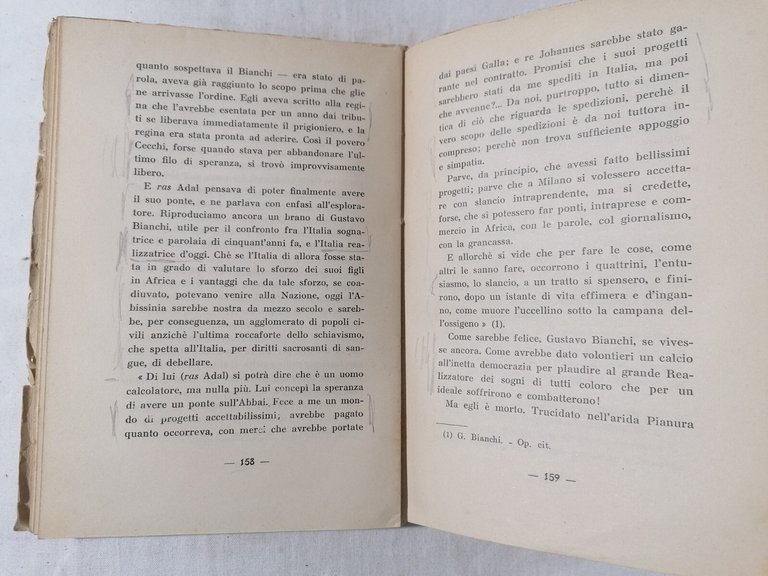 quanto sospettava il Bianchi — era stato di pa-
rola, aveva già raggiunto lo scopo prima che glie
ne arrivasse l'ordine. Egli aveva scritto alla regi-
na che l'avrebbe esentata per un anno dai tribu-
ti se liberava immediatamente il prigioniero, e la
regina era stata pronta ad aderire. Così il povero
Cecchi, forse quando stava per abbandonare l'ul-
timo filo di speranza, si trovò improvvisamente
libero.
E ras Adal pensava di poter finalmente avere
il suo ponte, e ne parlava con enfasi all'esplora-
tore. Riproduciamo ancora un brano di Gustavo
Bianchi, utile per il confronto fra l'Italia sogna-
trice e parolaia di cinquant'anni fa, e l'Italia rea-
lizzatrice d'oggi. Chè se l'Italia di allora fosse sta-
ta in grado di valutare lo sforzo dei suoi figli
in Africa e i vantaggi che da tale sforzo, se coa-
diuvato, potevano venire alla Nazione, oggi l'A-
bissinia sarebbe nostra da mezzo secolo e sareb-
be, per conseguenza, un agglomerato di popoli ci-
vili anzichè l'ultima roccaforte dello schiavismo,
che spetta all'Italia, per diritti sacrosanti di san-
gue, di debellare.
« Di lui (ras Adal) si potrà dire che è un uomo
calcolatore, ma nulla più. Lui concepì la speranza
di avere un ponte sull'Abbai. Fece a me un mon-
do di progetti accettabilissimi; avrebbe pagato
quanto occorreva, con merci che avrebbe portate
— 158 —
dai paesi Galla; e re Johannes sarebbe stato ga-
rante nel contratto. Promisi che i suoi progetti
sarebbero stati da me spediti in Italia, ma poi
che avvenne?... Da noi, purtroppo, tutto si dimen-
tica di ciò che riguarda le spedizioni, perchè il
vero scopo delle spedizioni è da noi tuttora in-
compreso; perchè non trova sufficiente appoggio
e simpatia.
Parve, da principio, che avessi fatto bellissimi
progetti; parve che a Milano si volessero accetta-
re con slancio intraprendente, ma si credette,
forse, che si potessero far ponti, intraprese e com-
mercio in Africa, con le parole, col giornalismo,
con la grancassa.
E allorchè si vide che per fare le cose, come
altri le sanno fare, occorrono i quattrini, l'entu-
siasmo, lo slancio, a un tratto si spensero, e fini-
rono, dopo un istante di vita effimera e d'ingan-
no, come muore l'uccellino sotto la campana del-
l'ossigeno » (1).
Come sarebbe felice, Gustavo Bianchi, se vives-
se ancora. Come avrebbe dato volontieri un calcio
all'inetta democrazia per plaudire al grande Rea-
lizzatore dei sogni di tutti coloro che per un
ideale soffrirono e combatterono!
Ma egli è morto. Trucidato nell'arida Pianura
(1) G. Bianchi. - Op. cit.
— 159 —